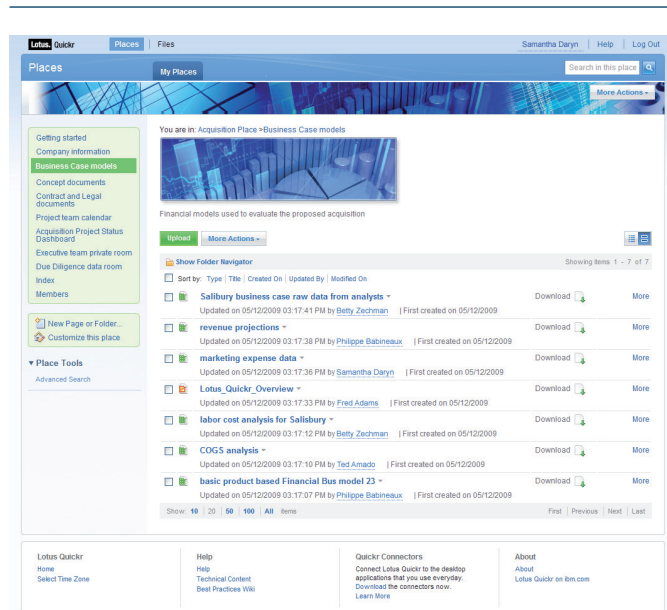 Lotus. Quickr Places Files Samantha Daryn Help Log Out
Places My Places Search in this place
More Actions
You are in: Acquisition Place >Business Case models
Getting started
Company information
Business Case models
Concept documents
Contract and Legal
documents
Project team calendar
Acquisition Project Status
Dashboard
Executive team private room
Due Diligence data room
Index
Members
New Page or Folder...
Customize this place
Place Tools
Advanced Search
Financial models used to evaluate the proposed acquisition
Upload More Actions
Show Folder Navigator Showing items 1 - 7 of 7
Sort by: Type | Title | Created On | Updated By | Modified On
Salibury business case raw data from analysts Download More
Updated on 05/12/2009 03:17:41 PM by Betty Zechman | First created on 05/12/2009
revenue projections Download More
Updated on 05/12/2009 03:17:38 PM by Philippe Babineaux | First created on 05/12/2009
marketing expense data Download More
Updated on 05/12/2009 03:17:36 PM by Samantha Daryn | First created on 05/12/2009
Lotus_Quickr_Overview Download More
Updated on 05/12/2009 03:17:33 PM by Fred Adams | First created on 05/12/2009
labor cost analysis for Salisbury Download More
Updated on 05/12/2009 03:17:12 PM by Betty Zechman | First created on 05/12/2009
COGS analysis Download More
Updated on 05/12/2009 03:17:10 PM by Ted Amado | First created on 05/12/2009
basic product based Financial Bus model 23 Download More
Updated on 05/12/2009 03:17:07 PM by Philippe Babineaux | First created on 05/12/2009
Show: 10 | 20 | 50 | 100 | All items First | Previous | Next | Last
Lotus Quickr
Home
Select Time Zone
Help
Help
Technical Content
Best Practices Wiki
Quickr Connectors
Connect Lotus Quickr to the desktop
applications that you use everyday.
Download the connectors now.
Learn More
About
About
Lotus Quickr on ibm.com